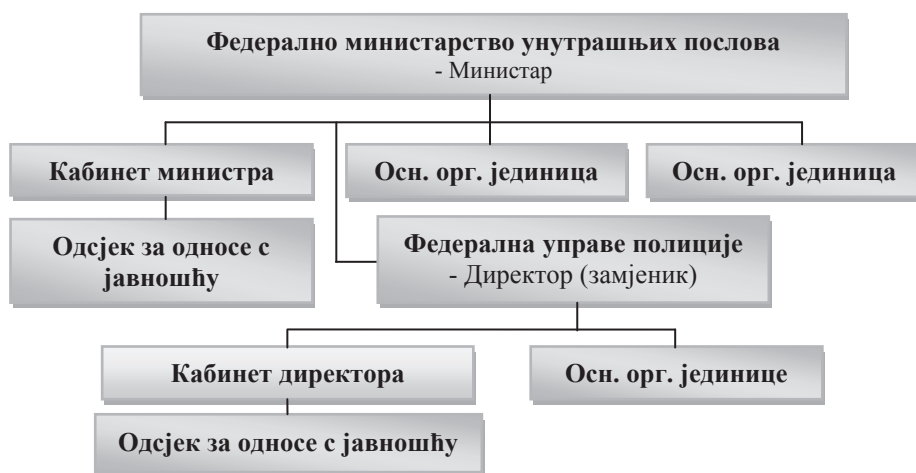 Федерално министарство унутрашњих послова
- Министар
Кабинет министра
Осн. орг. јединица
Осн. орг. јединица
Одсјек за односе с
јавношћу
Федерална управе полиције
- Директор (замјеник)
Кабинет директора
Осн. орг. јединице
Одсјек за односе с јавношћу